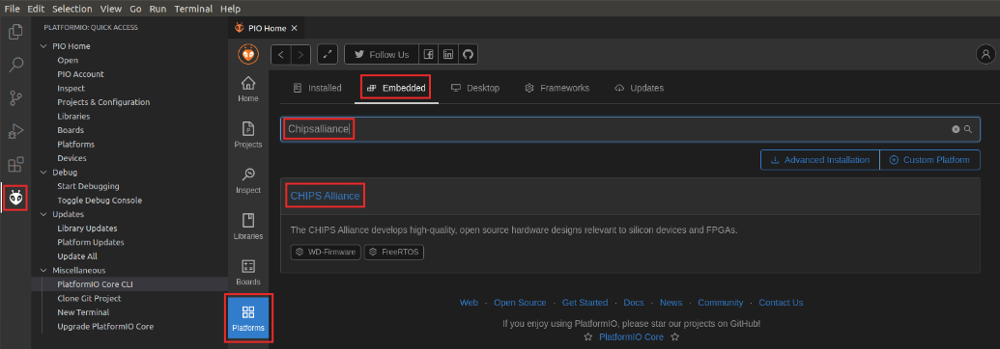 File Edit Selection View Go Run Terminal Help
PLATFORMIO: QUICK ACCESS
PIO Home
Open
PIO Account
Inspect
Projects & Configuration
Libraries
Boards
Platforms
Devices
Debug
Start Debugging
Toggle Debug Console
Updates
Library Updates
Platform Updates
Update All
Miscellaneous
PlatformIO Core CLI
Clone Git Project
New Terminal
Upgrade PlatformIO Core
PIO Home
Follow Us
Home
Projects
Inspect
Libraries
Boards
Platforms
Installed Embedded Desktop Frameworks Updates
Chipsalliance
Advanced Installation Custom Platform
CHIPS Alliance
The CHIPS Alliance develops high-quality, open source hardware designs relevant to silicon devices and FPGAs.
WD-Firmware FreeRTOS
Web · Open Source · Get Started · Docs · News · Community · Contact Us
If you enjoy using PlatformIO, please star our projects on GitHub!
PlatformIO Core